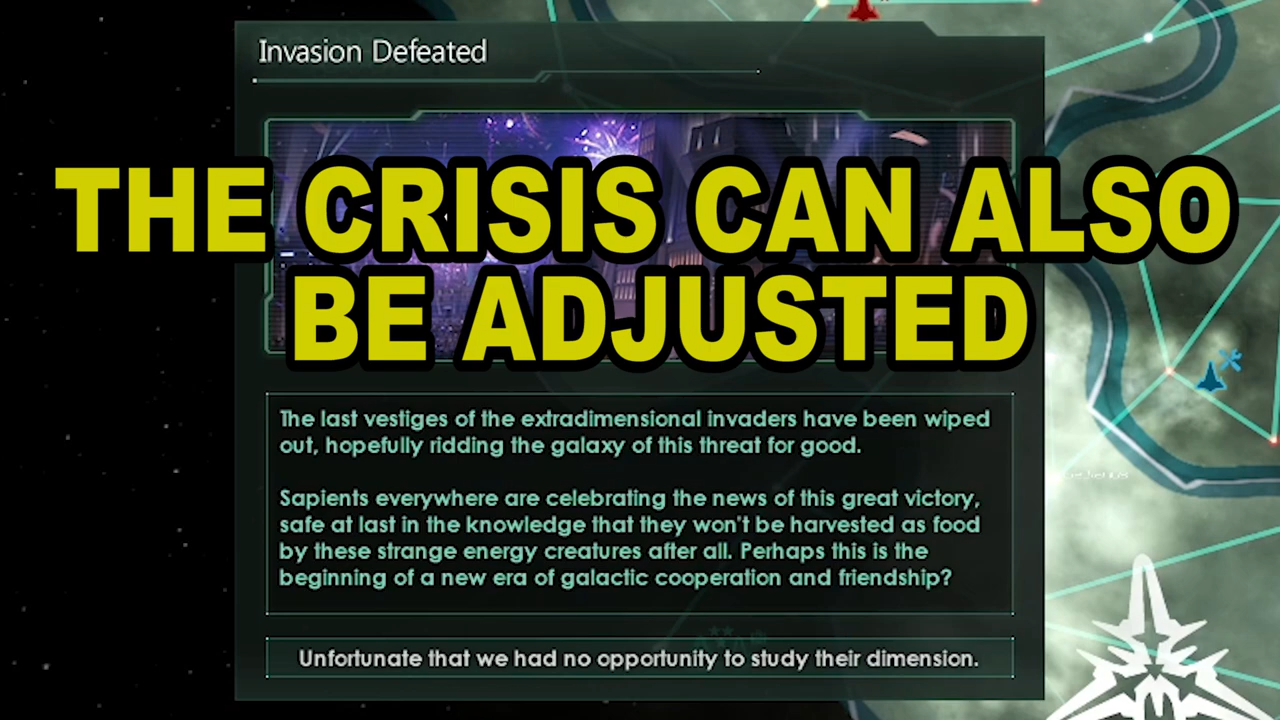 Invasion Defeated
THE CRISIS CAN ALSO
BE ADJUSTED
The last vestiges of the extradimensional invaders have been wiped
out, hopefully ridding the galaxy of this threat for good.
Sapients everywhere are celebrating the news of this great victory,
safe at last in the knowledge that they won't be harvested as food
by these strange energy creatures after all. Perhaps this is the
beginning of a new era of galactic cooperation and friendship?
Unfortunate that we had no opportunity to study their dimension.